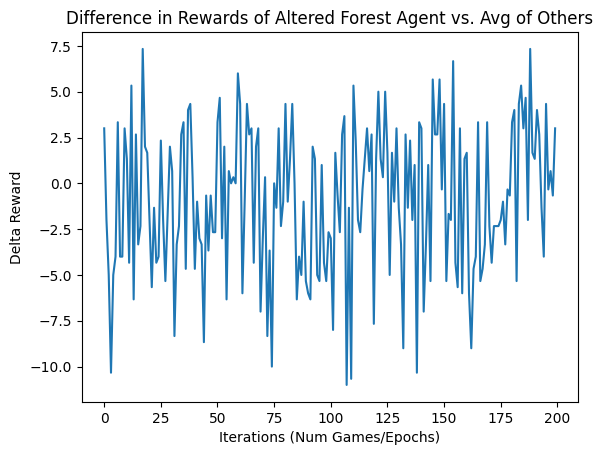 Difference in Rewards of Altered Forest Agent vs. Avg of Others
7.5
5.0
2.5
0.0
−2.5
−5.0
−7.5
−10.0
Delta Reward
0 25 50 75 100 125 150 175 200
Iterations (Num Games/Epochs)